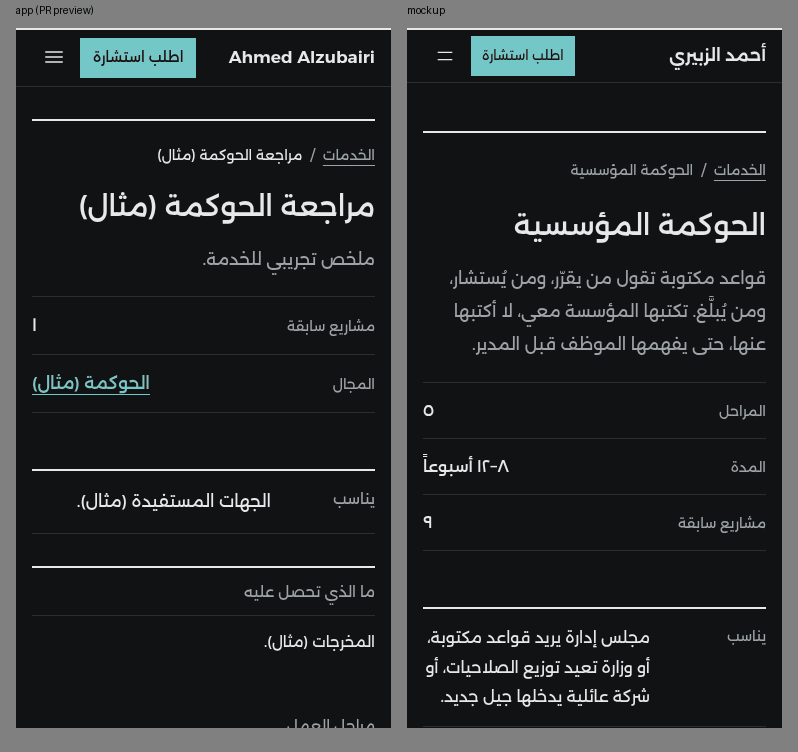 app (PR preview)
Ahmed Alzubairi
اطلب استشارة
الخدمات / مراجعة الحوكمة (مثال)
مراجعة الحوكمة (مثال)
ملخص تجريبي للخدمة.
مشاريع سابقة
١
المجال
الحوكمة (مثال)
يناسب
الجهات المستفيدة (مثال).
ما الذي تحصل عليه
المخرجات (مثال).
مراحل العمل
mockup
أحمد الزبيري
اطلب استشارة
الخدمات / الحوكمة المؤسسية
الحوكمة المؤسسية
قواعد مكتوبة تقول من يقرّر، ومن يُستشار،
ومن يُبلَّغ. تكتبها المؤسسة معي، لا أكتبها
عنها، حتى يفهمها الموظف قبل المدير.
المراحل
٥
المدة
٨–١٢ أسبوعاً
مشاريع سابقة
٩
يناسب
مجلس إدارة يريد قواعد مكتوبة،
أو وزارة تعيد توزيع الصلاحيات، أو
شركة عائلية يدخلها جيل جديد.